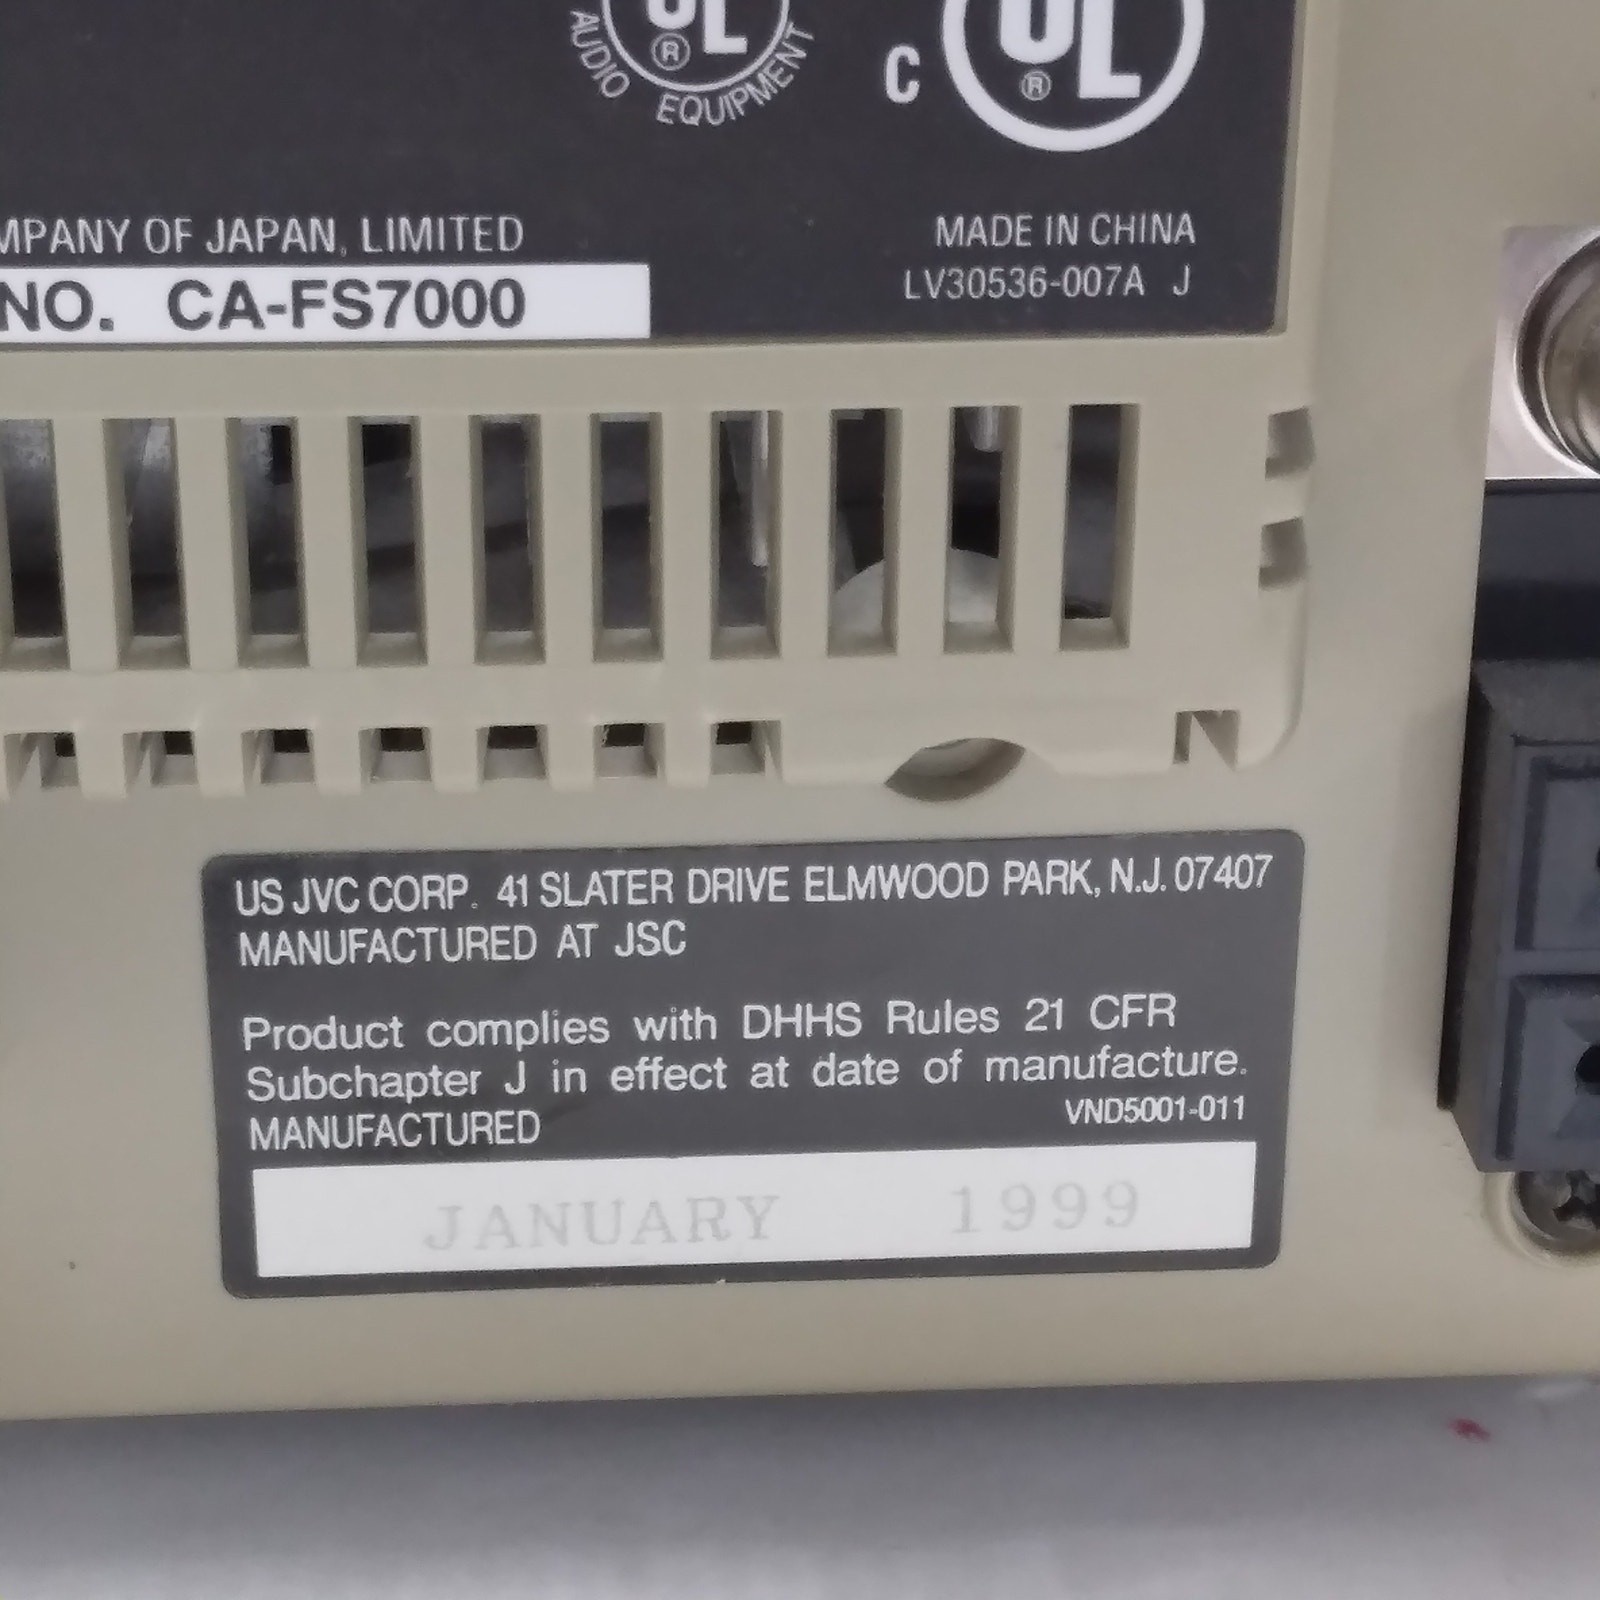 UL ®
AUDIO EQUIPMENT
C UL ®
OF JAPAN, LIMITED
MADE IN CHINA
NO. CA-FS7000
LV30536-007A J
US JVC CORP. 41 SLATER DRIVE ELMWOOD PARK, N.J. 07407
MANUFACTURED AT JSC
Product complies with DHHS Rules 21 CFR
Subchapter J in effect at date of manufacture.
MANUFACTURED
VND5001-011
JANUARY 1999